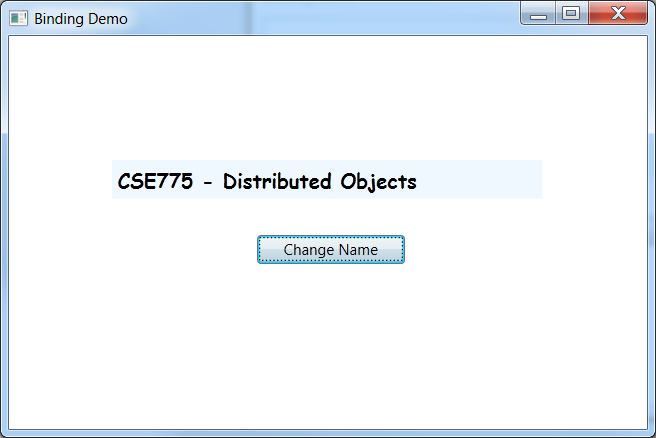 Binding Demo
CSE775 - Distributed Objects
Change Name